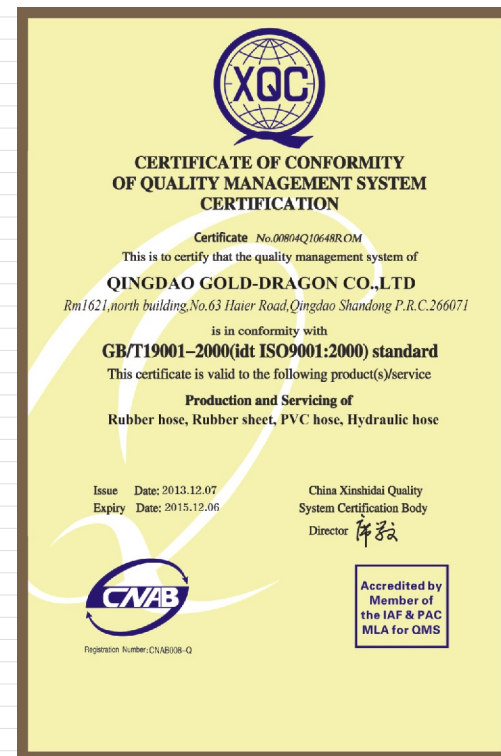 XQC
CERTIFICATE OF CONFORMITY
OF QUALITY MANAGEMENT SYSTEM
CERTIFICATION
Certificate No.00804Q10648ROM
This is to certify that the quality management system of
QINGDAO GOLD-DRAGON CO.,LTD
Rm1621,north building,No.63 Haier Road,Qingdao Shandong P.R.C.266071
is in conformity with
GB/T19001-2000(idt ISO9001:2000) standard
This certificate is valid to the following product(s)/service
Production and Servicing of
Rubber hose, Rubber sheet, PVC hose, Hydraulic hose
Issue Date: 2013.12.07
Expiry Date: 2015.12.06
China Xinshidai Quality
System Certification Body
Director
CNAB
Registration Number: CNAB008-Q
Accredited by
Member of
the IAF & PAC
MLA for QMS